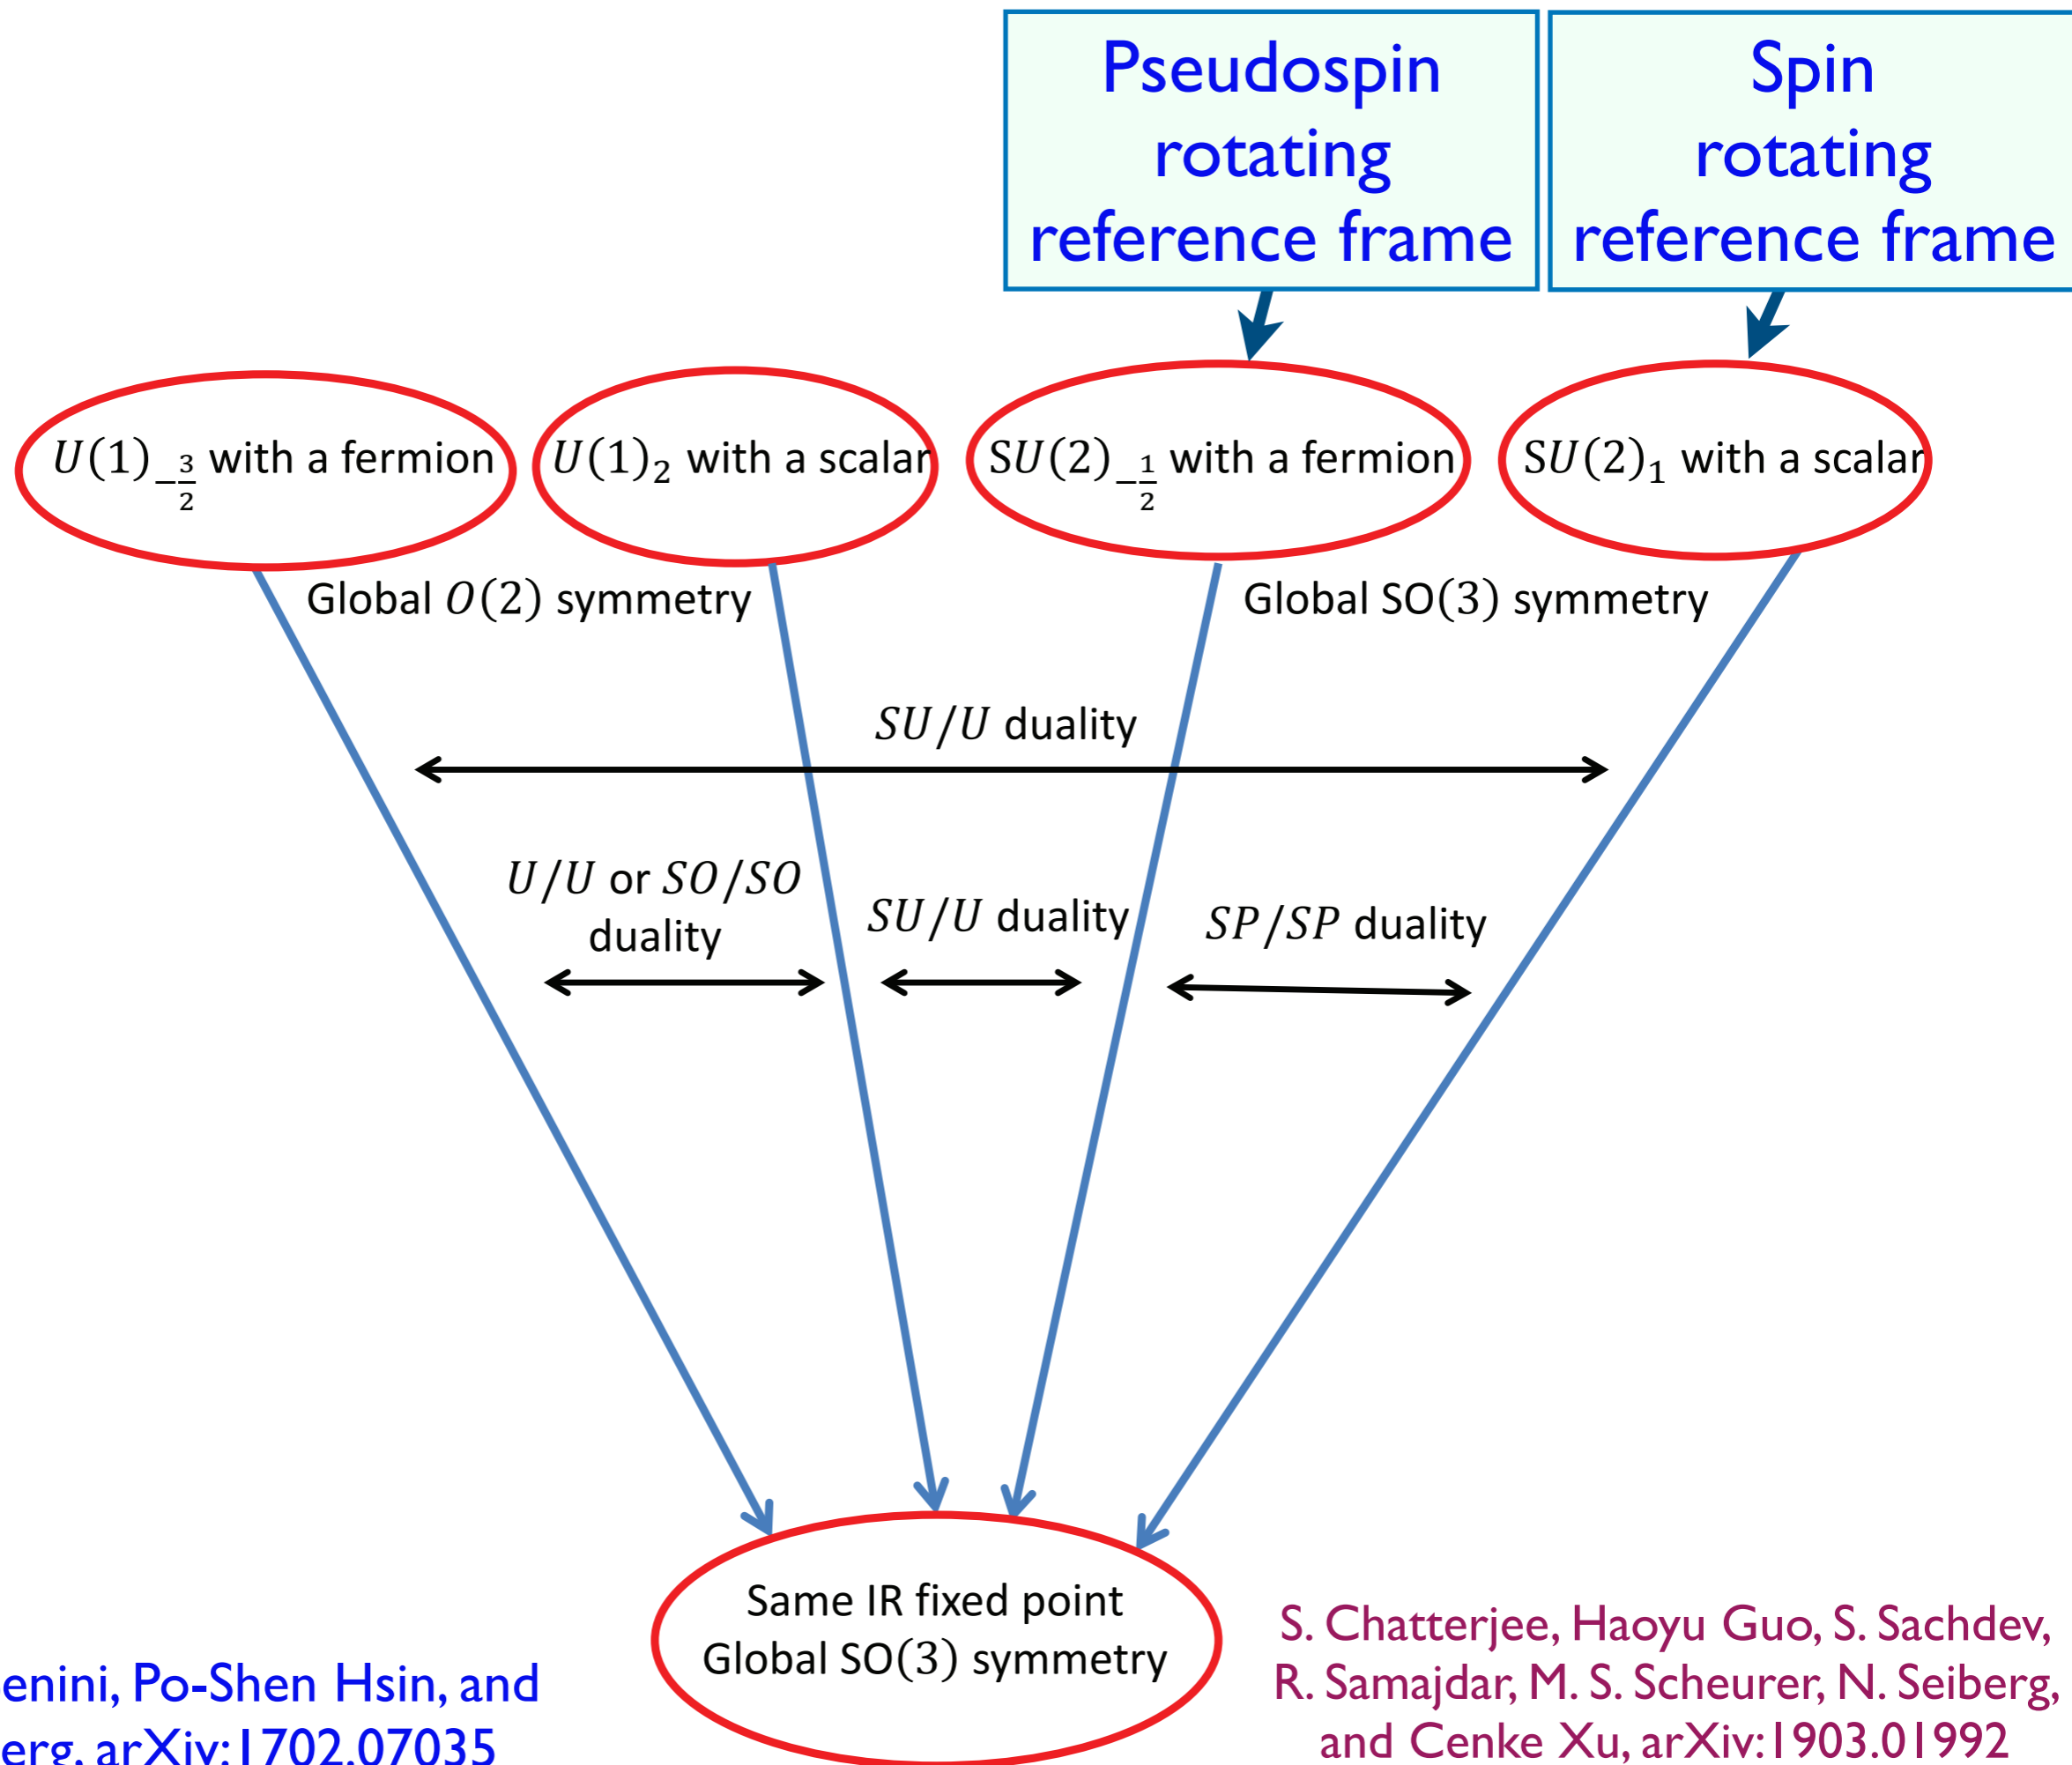 Pseudospin
rotating
reference frame
Spin
rotating
reference frame
$U(1)_{-\frac{3}{2}}$ with a fermion
$U(1)_2$ with a scalar
$SU(2)_{-\frac{1}{2}}$ with a fermion
$SU(2)_1$ with a scalar
Global $O(2)$ symmetry
Global SO(3) symmetry
$SU/U$ duality
$U/U$ or $SO/SO$
duality
$SU/U$ duality
$SP/SP$ duality
Same IR fixed point
Global SO(3) symmetry
enini, Po-Shen Hsin, and
erg, arXiv:1702.07035
S. Chatterjee, Haoyu Guo, S. Sachdev,
R. Samajdar, M. S. Scheurer, N. Seiberg,
and Cenke Xu, arXiv:1903.01992